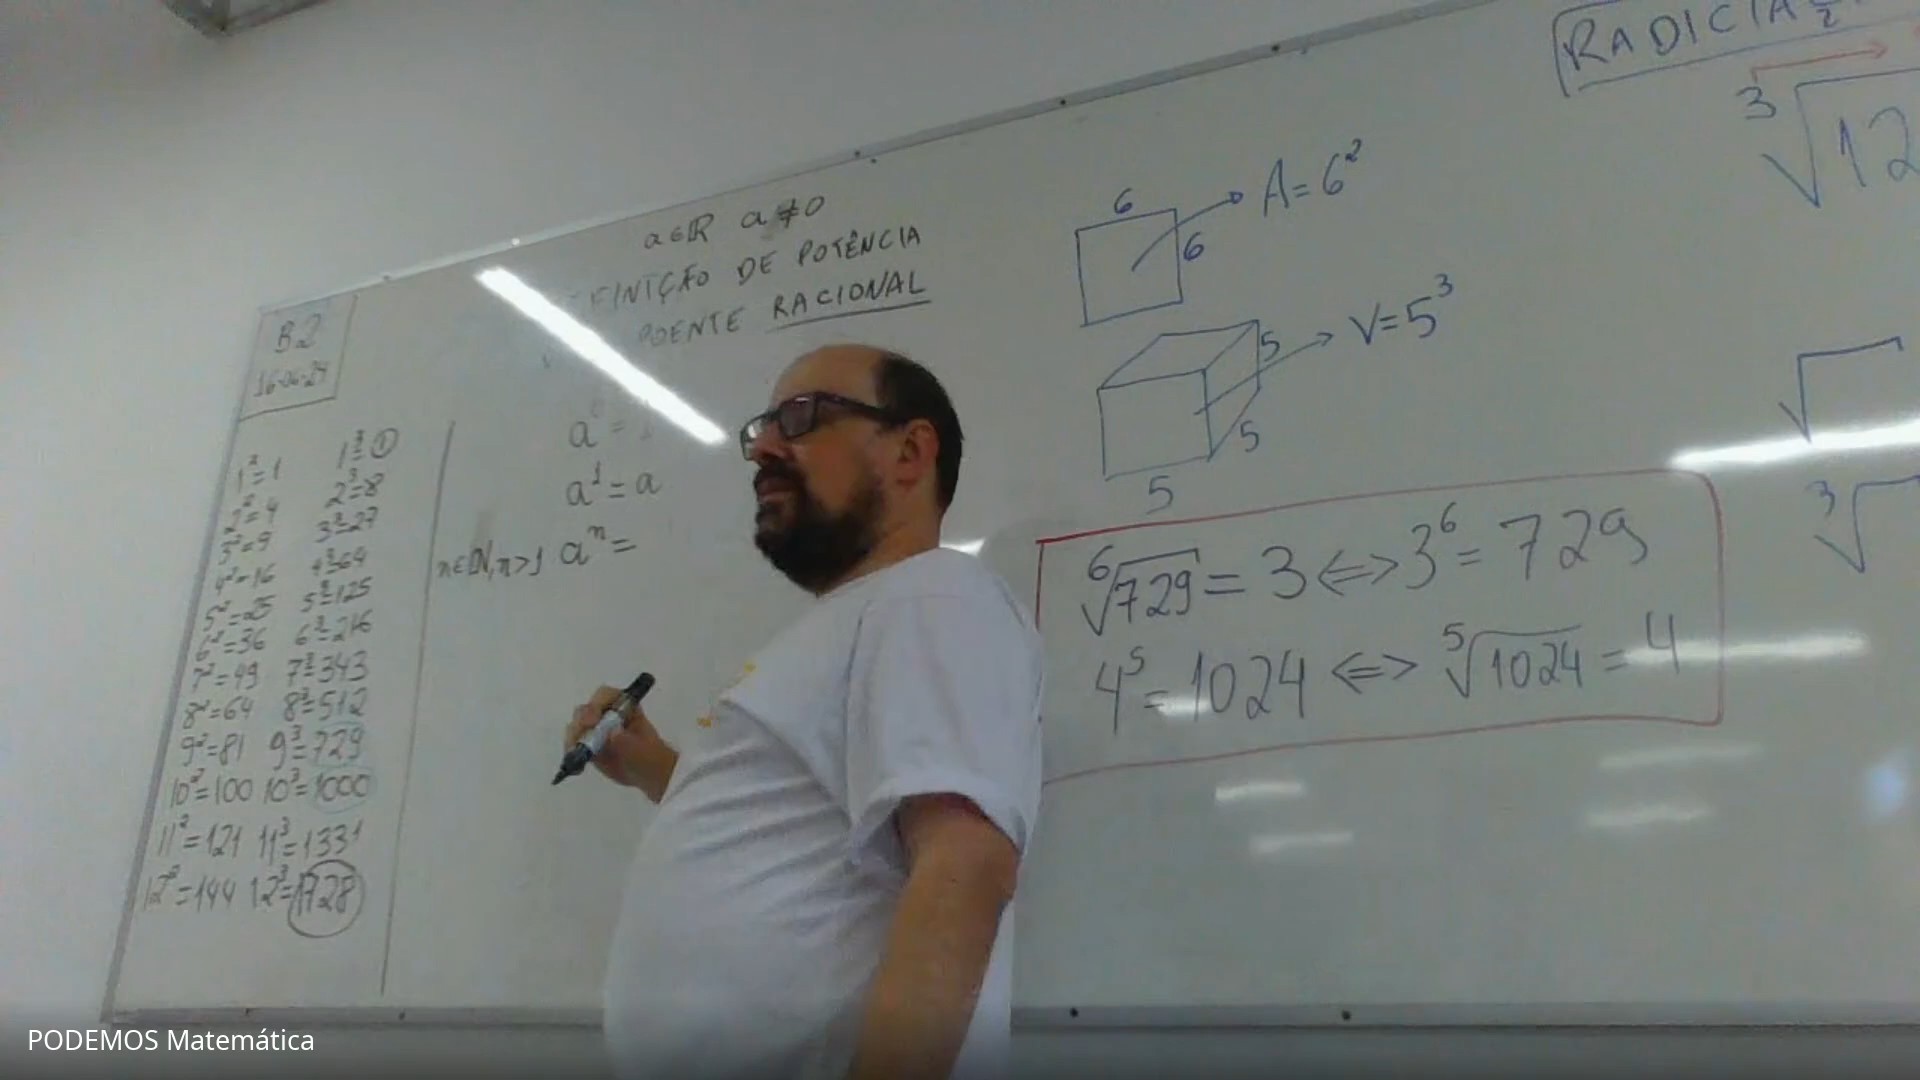 B2
16-04-24
1²=1 1³=1
2²=4 2³=8
3²=9 3³=27
4²=16 4³=64
5²=25 5³=125
6²=36 6³=216
7²=49 7³=343
8²=64 8³=512
9²=81 9³=729
10²=100 10³=1000
11²=121 11³=1331
12²=144 12³=1728
a∈ℝ a≠0
DE POTÊNCIA
RACIONAL
a⁰=1
a¹=a
n∈ℕ, n>1 aⁿ=
6
6
A=6²
5
5
5
V=5³
⁶√729=3⇔3⁶=729
4⁵=1024⇔⁵√1024=4
3
3
PODEMOS Matemática